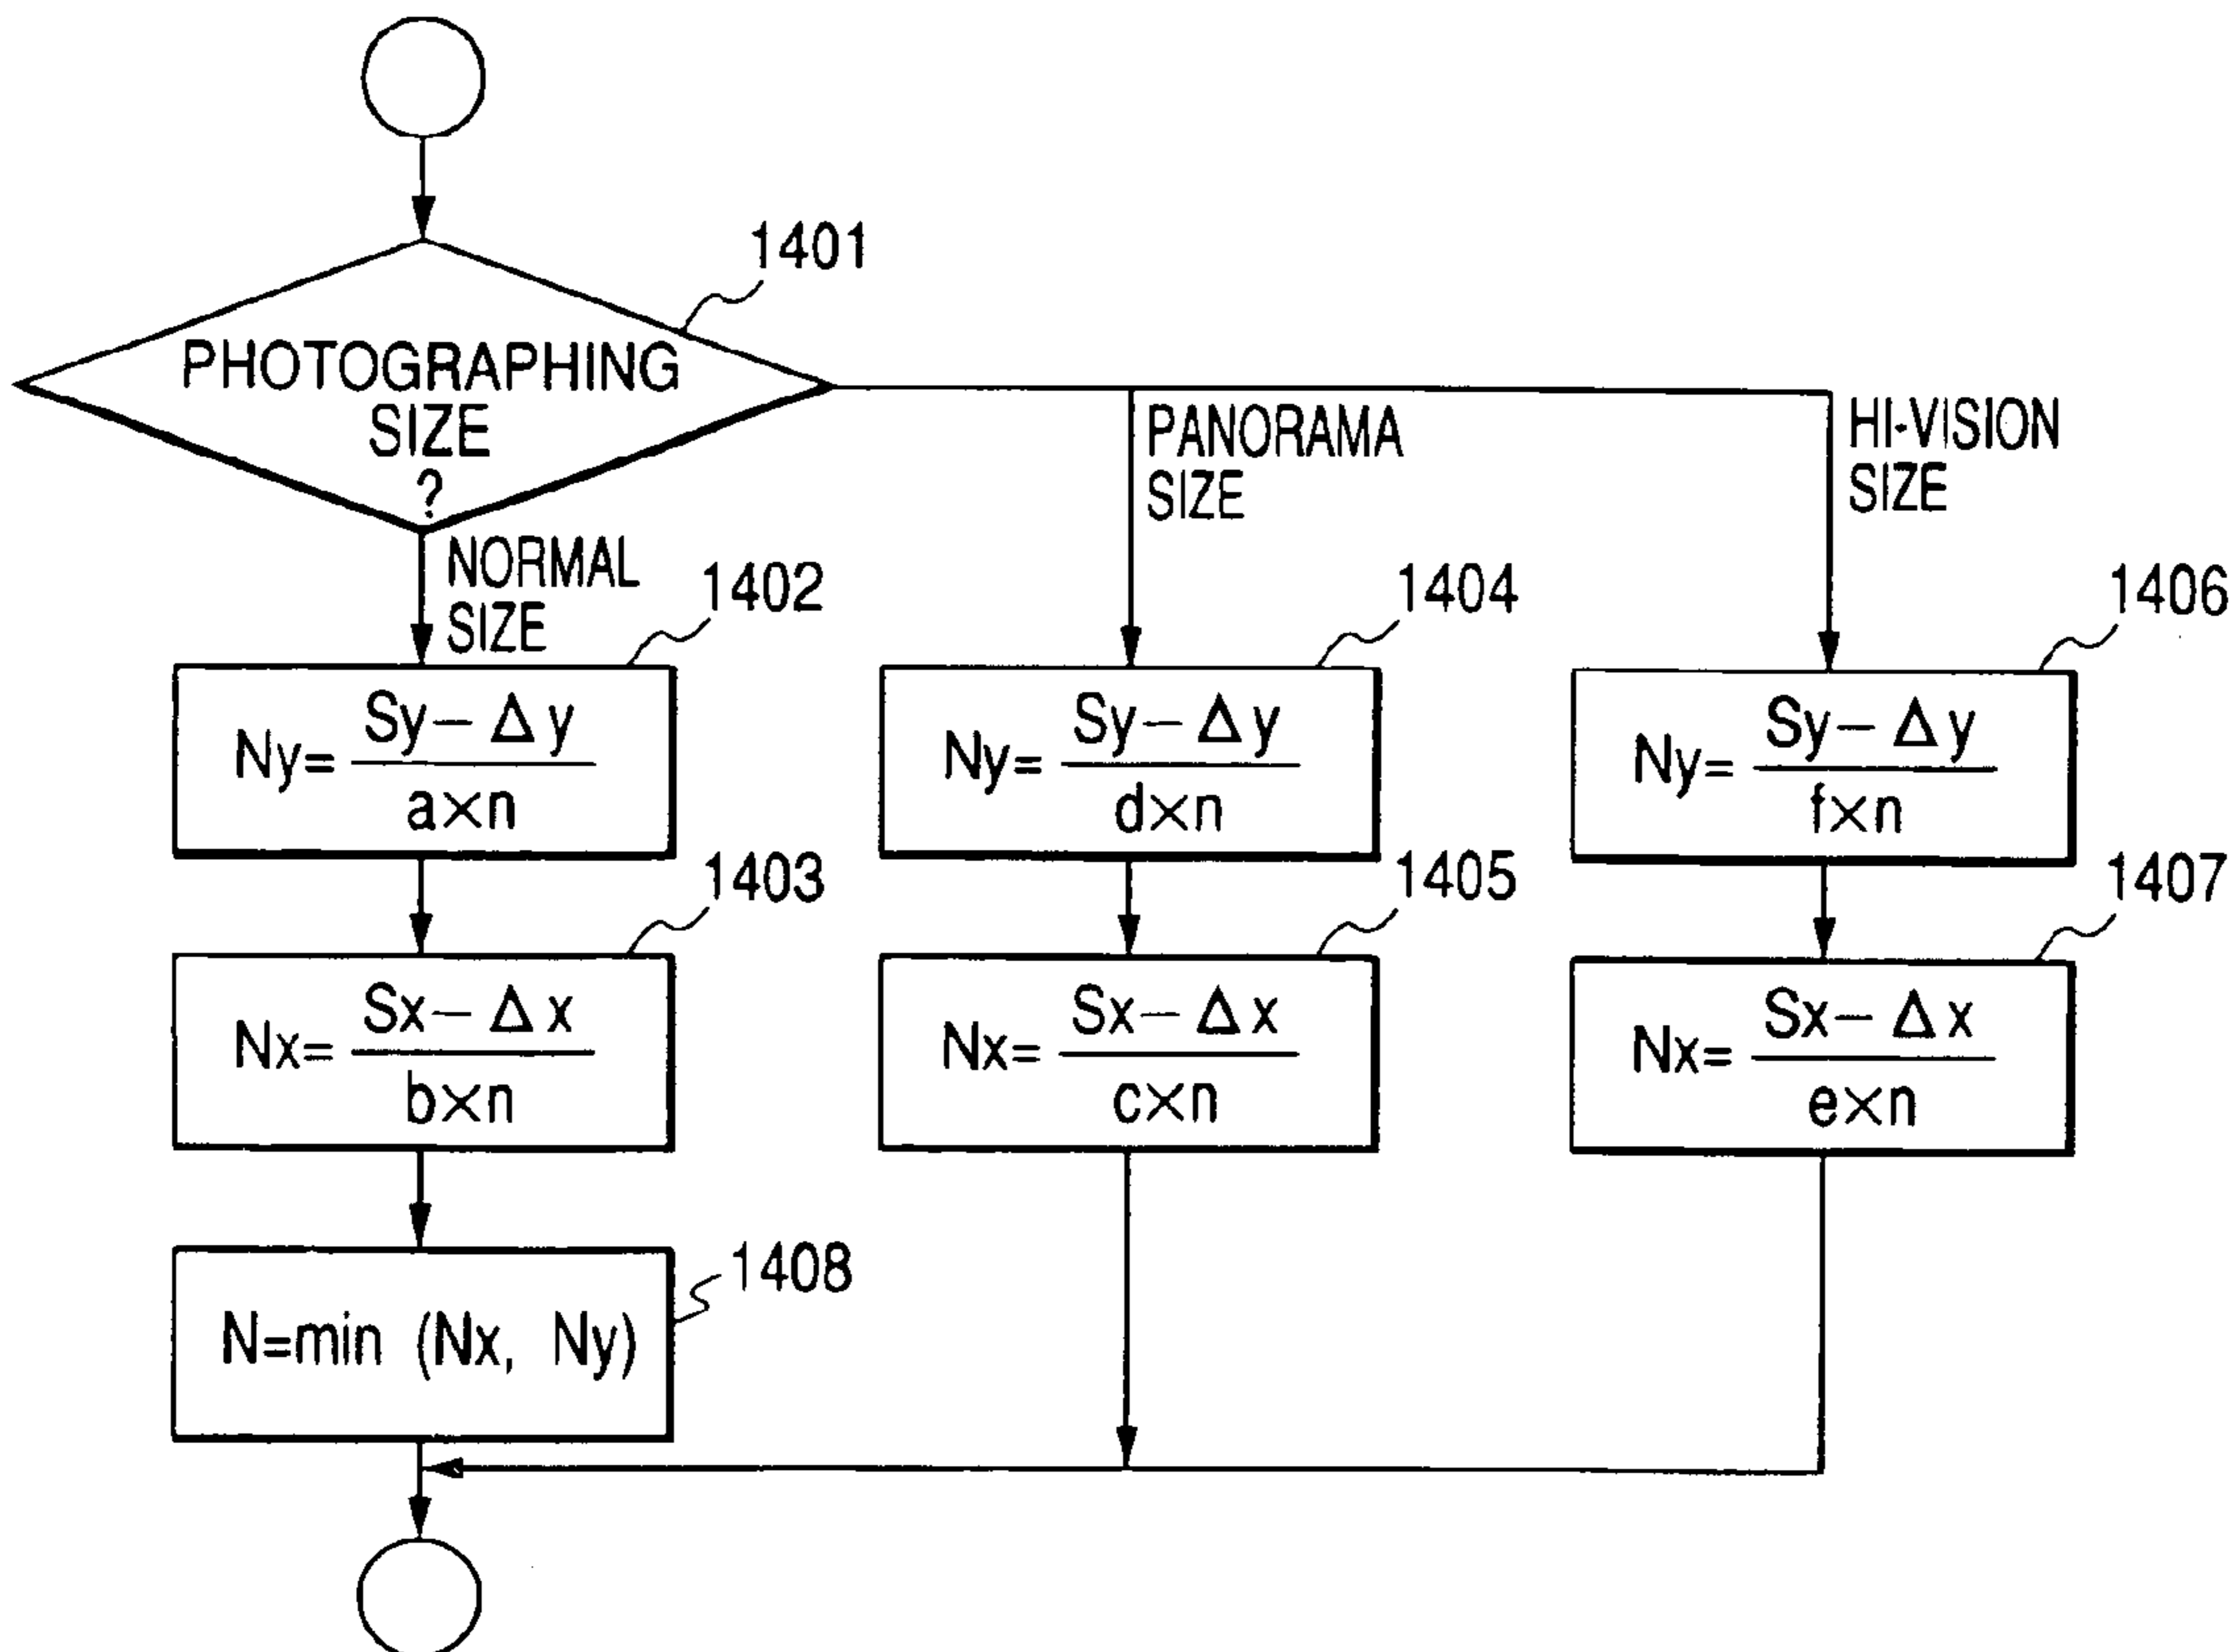 1401
PHOTOGRAPHING
SIZE
?
NORMAL
SIZE
PANORAMA
SIZE
HI-VISION
SIZE
1402
Ny= Sy-Δy
a×n
1404
Ny= Sy-Δy
d×n
1406
Ny= Sy-Δy
f×n
1403
Nx= Sx-Δx
b×n
1405
Nx= Sx-Δx
c×n
1407
Nx= Sx-Δx
e×n
1408
N=min (Nx, Ny)